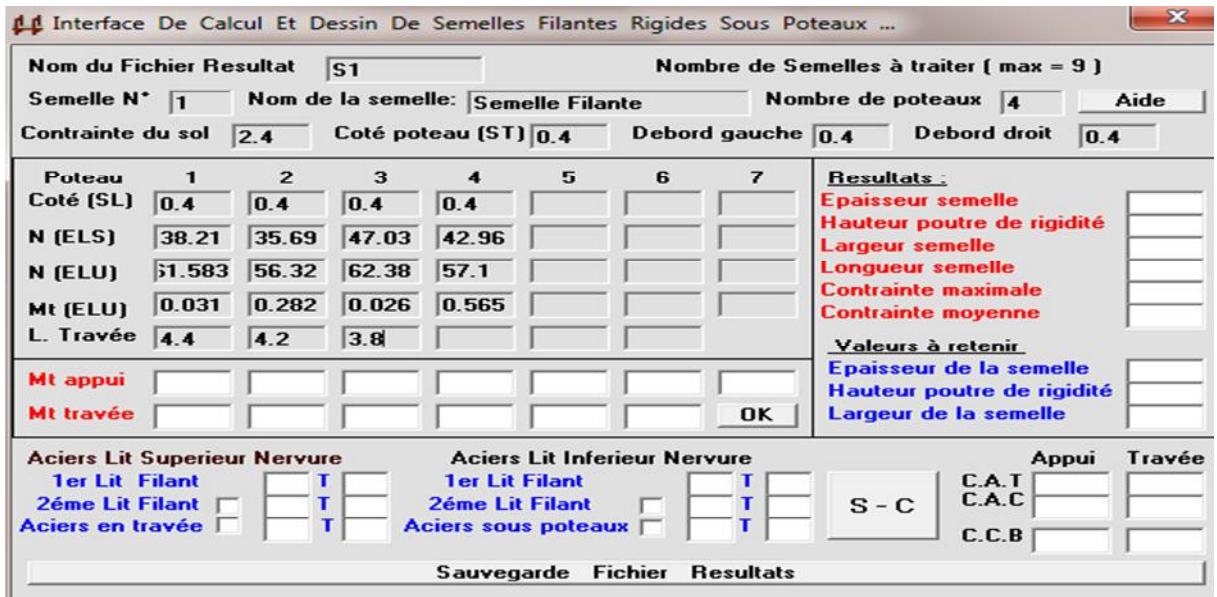 Interface De Calcul Et Dessin De Semelles Filantes Rigides Sous Poteaux ...
Nom du Fichier Resultat S1 Nombre de Semelles à traiter ( max = 9 )
Semelle N° 1 Nom de la semelle: Semelle Filante Nombre de poteaux 4 Aide
Contrainte du sol 2.4 Coté poteau (ST) 0.4 Debord gauche 0.4 Debord droit 0.4
Poteau 1 2 3 4 5 6 7
Coté (SL) 0.4 0.4 0.4 0.4
N (ELS) 38.21 35.69 47.03 42.96
N (ELU) 51.583 56.32 62.38 57.1
Mt (ELU) 0.031 0.282 0.026 0.565
L. Travée 4.4 4.2 3.8
Mt appui
Mt travée OK
Resultats :
Epaisseur semelle
Hauteur poutre de rigidité
Largeur semelle
Longueur semelle
Contrainte maximale
Contrainte moyenne
Valeurs à retenir
Epaisseur de la semelle
Hauteur poutre de rigidité
Largeur de la semelle
Aciers Lit Superieur Nervure
1er Lit Filant T
2éme Lit Filant T
Aciers en travée T
Aciers Lit Inferieur Nervure
1er Lit Filant T
2éme Lit Filant T
Aciers sous poteaux T
S - C
Appui Travée
C.A.T
C.A.C
C.C.B
Sauvegarde Fichier Resultats